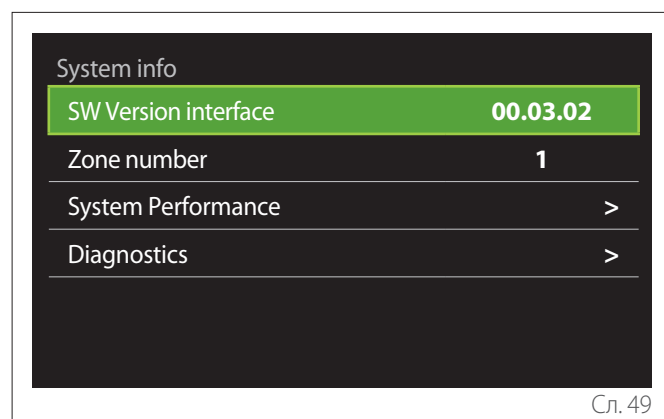 System info
SW Version interface 00.03.02
Zone number 1
System Performance >
Diagnostics >
Сл. 49